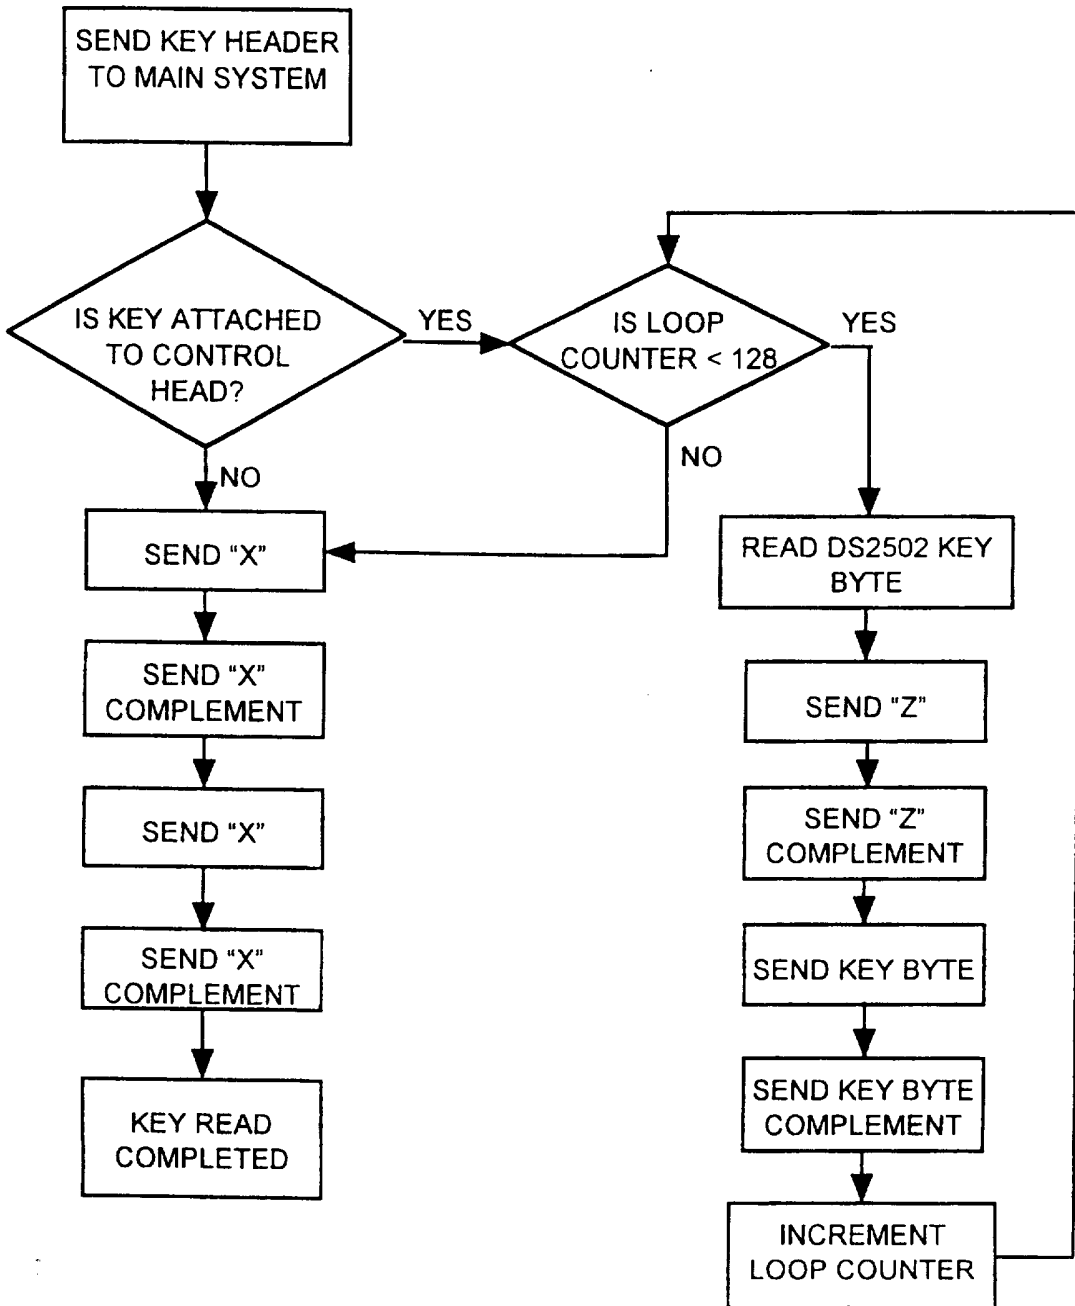 SEND KEY HEADER
TO MAIN SYSTEM
IS KEY ATTACHED
TO CONTROL
HEAD?
YES
IS LOOP
COUNTER < 128
YES
NO
NO
SEND "X"
READ DS2502 KEY
BYTE
SEND "X"
COMPLEMENT
SEND "Z"
SEND "X"
SEND "Z"
COMPLEMENT
SEND "X"
COMPLEMENT
SEND KEY BYTE
KEY READ
COMPLETED
SEND KEY BYTE
COMPLEMENT
INCREMENT
LOOP COUNTER